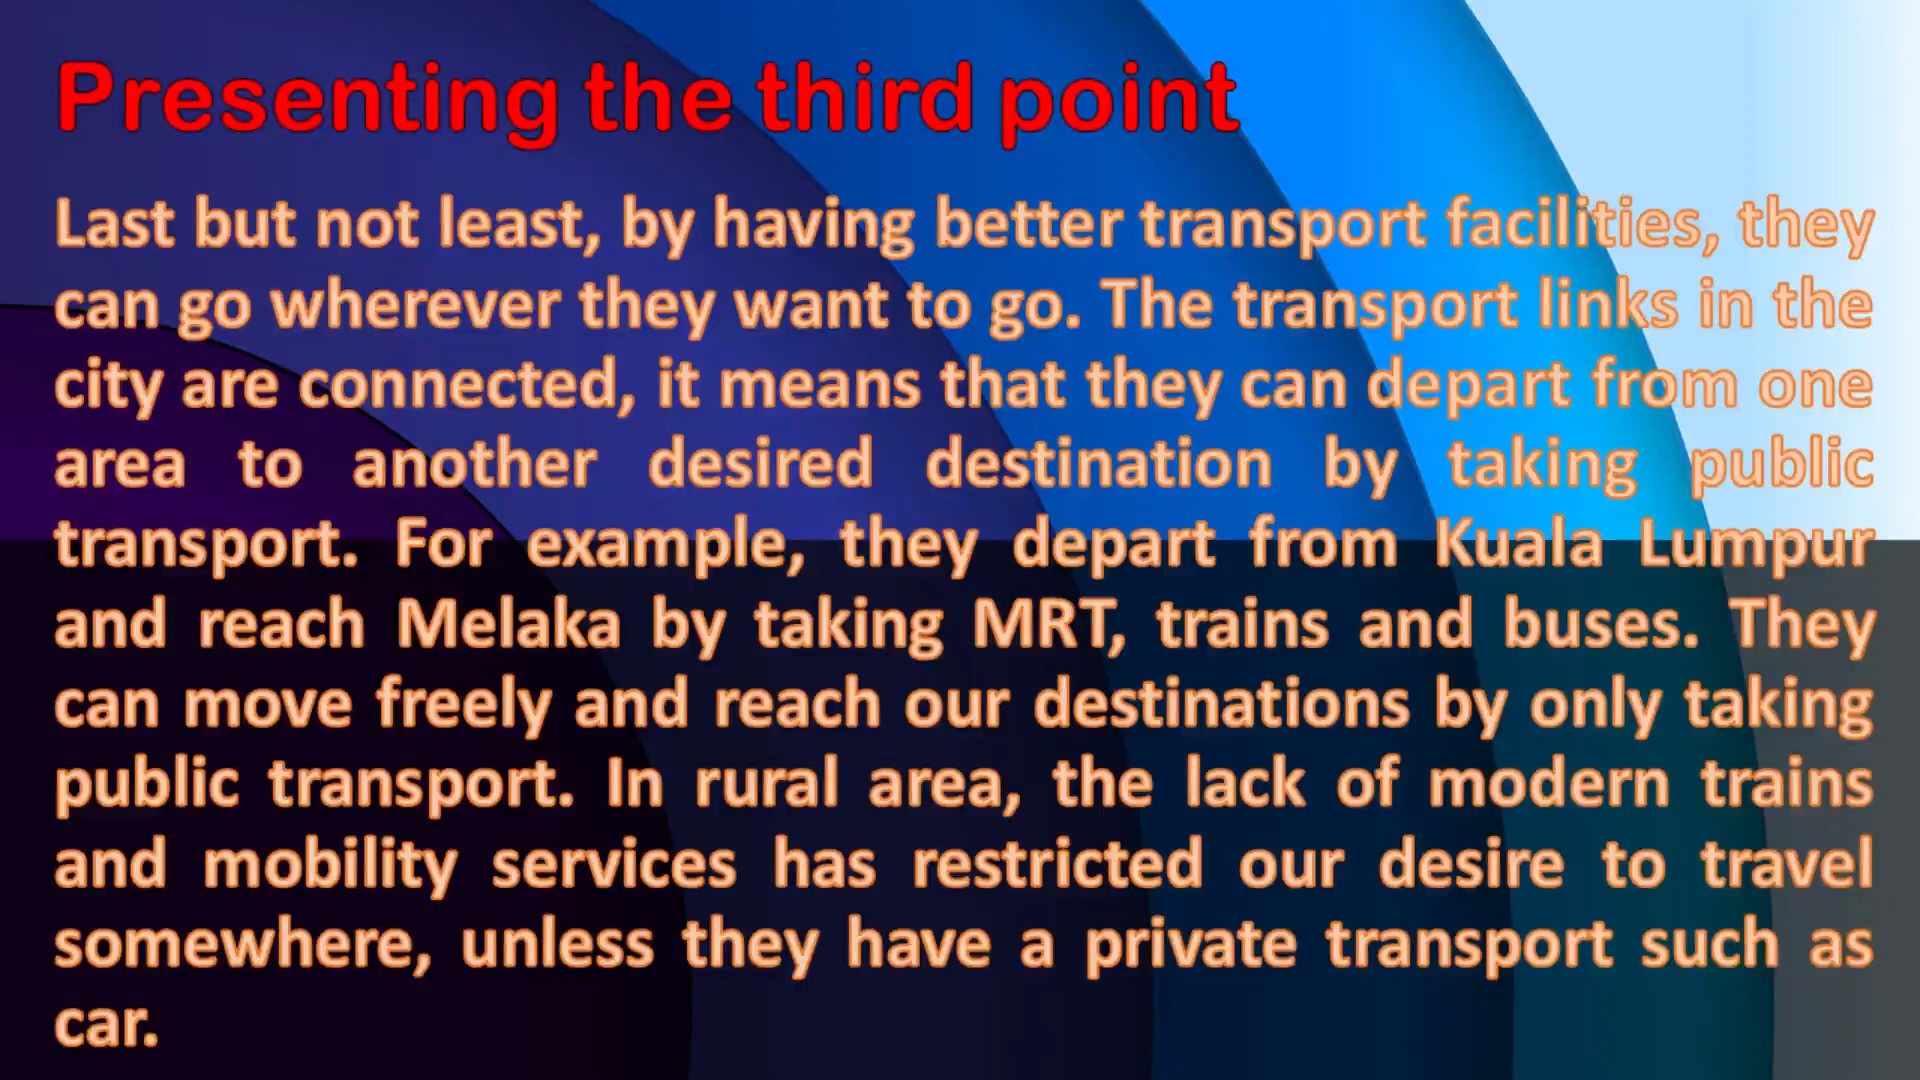 Presenting the third point
Last but not least, by having better transport facilities, they
can go wherever they want to go. The transport links in the
city are connected, it means that they can depart from one
area to another desired destination by taking public
transport. For example, they depart from Kuala Lumpur
and reach Melaka by taking MRT, trains and buses. They
can move freely and reach our destinations by only taking
public transport. In rural area, the lack of modern trains
and mobility services has restricted our desire to travel
somewhere, unless they have a private transport such as
car.